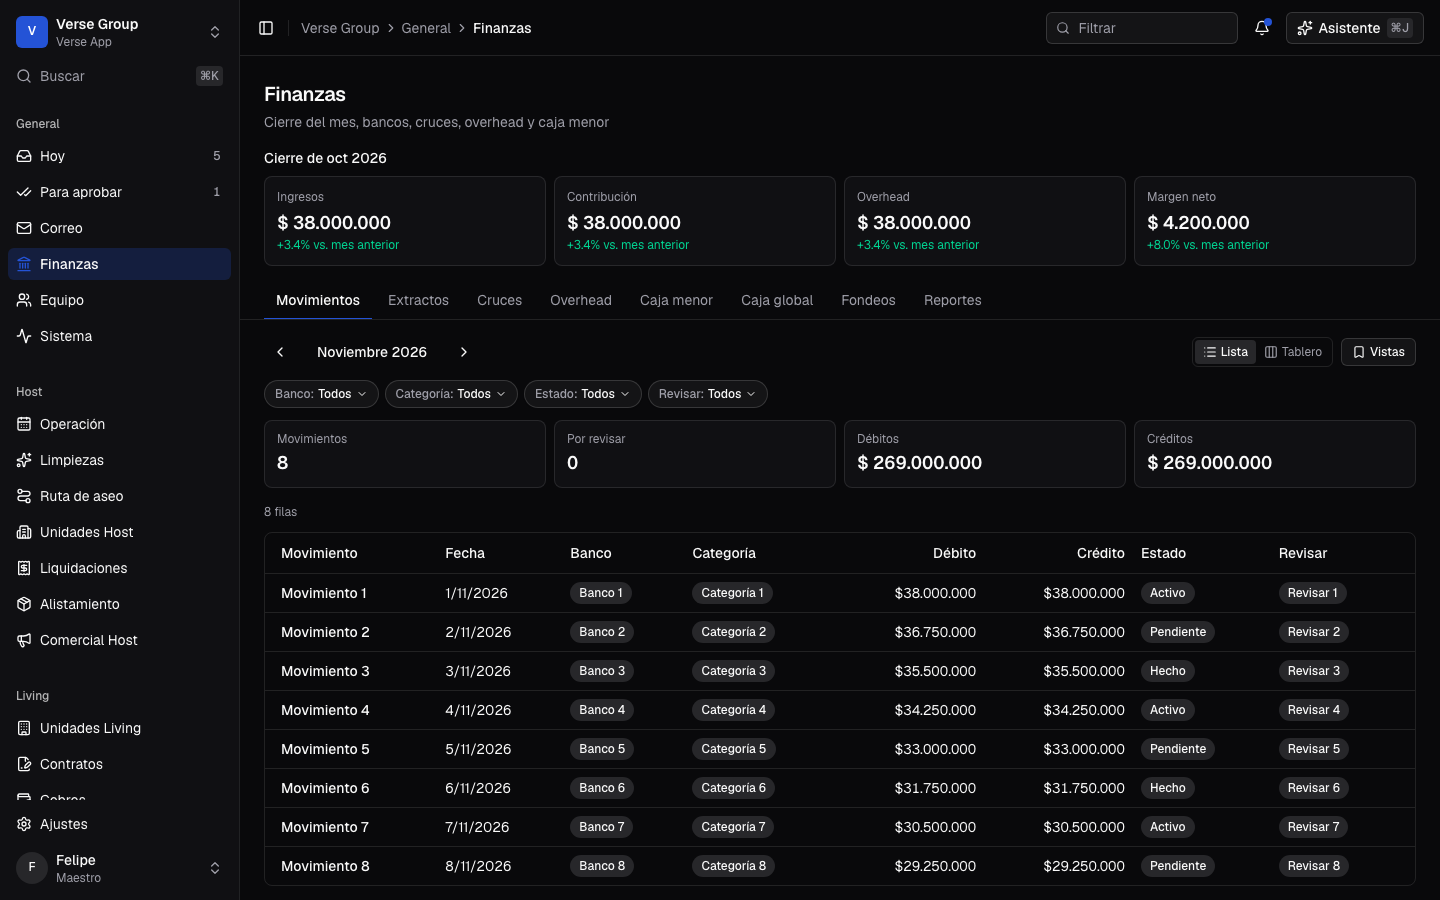 Verse Group
Verse App
Buscar ⌘K
General
Hoy 5
Para aprobar 1
Correo
Finanzas
Equipo
Sistema
Host
Operación
Limpiezas
Ruta de aseo
Unidades Host
Liquidaciones
Alistamiento
Comercial Host
Living
Unidades Living
Contratos
Cobros
Ajustes
F Felipe
Maestro
V
Verse Group > General > Finanzas
Filtrar
Asistente ⌘J
Finanzas
Cierre del mes, bancos, cruces, overhead y caja menor
Cierre de oct 2026
Ingresos
$ 38.000.000
+3.4% vs. mes anterior
Contribución
$ 38.000.000
+3.4% vs. mes anterior
Overhead
$ 38.000.000
+3.4% vs. mes anterior
Margen neto
$ 4.200.000
+8.0% vs. mes anterior
Movimientos Extractos Cruces Overhead Caja menor Caja global Fondeos Reportes
Noviembre 2026
Lista Tablero Vistas
Banco: Todos Categoría: Todos Estado: Todos Revisar: Todos
Movimientos
8
Por revisar
0
Débitos
$ 269.000.000
Créditos
$ 269.000.000
8 filas
Movimiento Fecha Banco Categoría Débito Crédito Estado Revisar
Movimiento 1 1/11/2026 Banco 1 Categoría 1 $38.000.000 $38.000.000 Activo Revisar 1
Movimiento 2 2/11/2026 Banco 2 Categoría 2 $36.750.000 $36.750.000 Pendiente Revisar 2
Movimiento 3 3/11/2026 Banco 3 Categoría 3 $35.500.000 $35.500.000 Hecho Revisar 3
Movimiento 4 4/11/2026 Banco 4 Categoría 4 $34.250.000 $34.250.000 Activo Revisar 4
Movimiento 5 5/11/2026 Banco 5 Categoría 5 $33.000.000 $33.000.000 Pendiente Revisar 5
Movimiento 6 6/11/2026 Banco 6 Categoría 6 $31.750.000 $31.750.000 Hecho Revisar 6
Movimiento 7 7/11/2026 Banco 7 Categoría 7 $30.500.000 $30.500.000 Activo Revisar 7
Movimiento 8 8/11/2026 Banco 8 Categoría 8 $29.250.000 $29.250.000 Pendiente Revisar 8